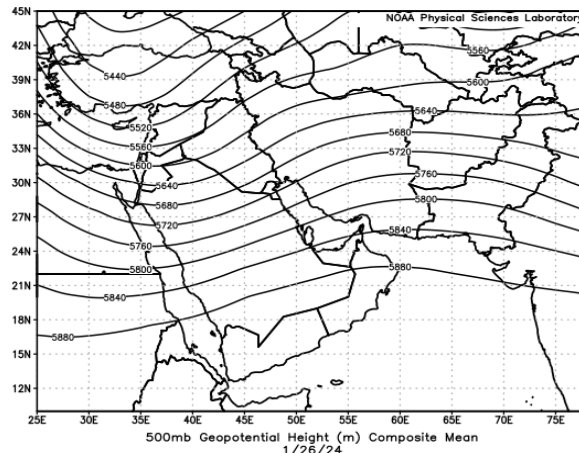 NOAA Physical Sciences Laboratory
45N
42N
39N
36N
33N
30N
27N
24N
21N
18N
15N
12N
5440
5480
5520
5560
5600
5640
5680
5720
5760
5800
5840
5880
5560
5600
5640
5680
5720
5760
5800
5840
5880
25E 30E 35E 40E 45E 50E 55E 60E 65E 70E 75E
500mb Geopotential Height (m) Composite Mean
1/26/24